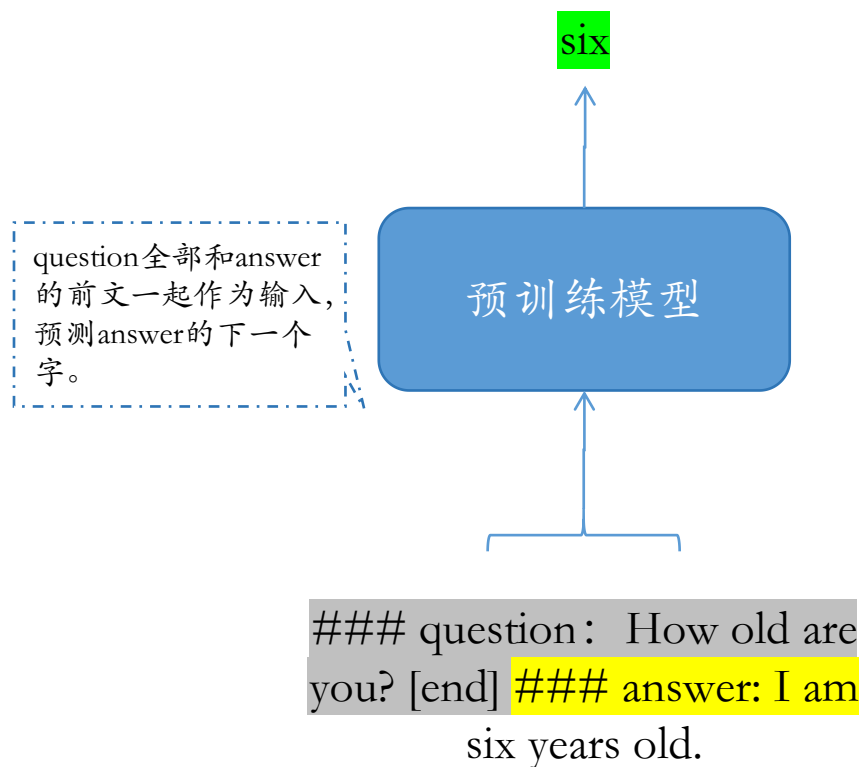 six
question全部和answer
的前文一起作为输入，
预测answer的下一个
字。
预训练模型
### question： How old are
you? [end] ### answer: I am
six years old.